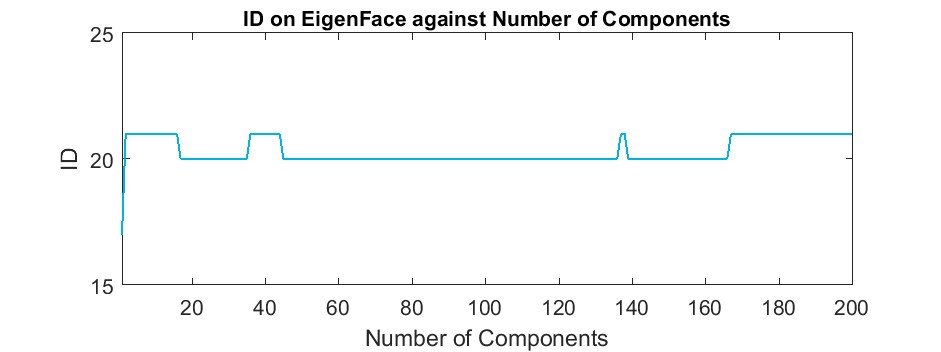 ID on EigenFace against Number of Components
25
20
15
ID
20 40 60 80 100 120 140 160 180 200
Number of Components